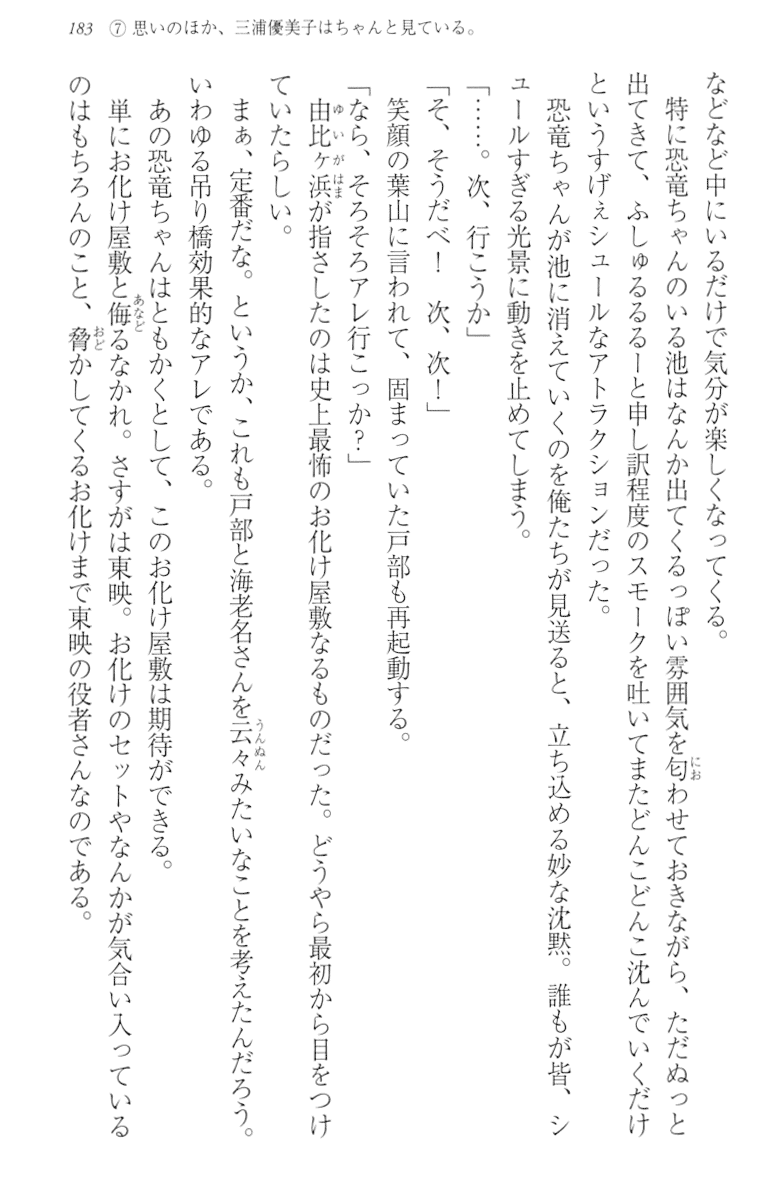 183 ⑦ 思いのほか、三浦優美子はちゃんと見ている。
などなど中にいるだけで気分が楽しくなってくる。
特に恐竜ちゃんのいる池はなんか出てくるっぽい雰囲気を匂わせておきながら、ただぬっと
出てきて、ふしゅるるるーと申し訳程度のスモークを吐いてまたどんこどんこ沈んでいくだけ
というすげぇシュールなアトラクションだった。
恐竜ちゃんが池に消えていくのを俺たちが見送ると、立ち込める妙な沈黙。誰もが皆、シ
ュールすぎる光景に動きを止めてしまう。
「……。次、行こうか」
「そ、そうだべ！　次、次！」
笑顔の葉山に言われて、固まっていた戸部も再起動する。
「なら、そろそろアレ行こっか？」
由比ヶ浜が指さしたのは史上最怖のお化け屋敷なるものだった。どうやら最初から目をつけ
ていたらしい。
まぁ、定番だな。というか、これも戸部と海老名さんを云々みたいなことを考えたんだろう。
いわゆる吊り橋効果的なアレである。
あの恐竜ちゃんはともかくとして、このお化け屋敷は期待ができる。
単にお化け屋敷と侮るなかれ。さすがは東映。お化けのセットやなんかが気合い入っている
のはもちろんのこと、脅かしてくるお化けまで東映の役者さんなのである。